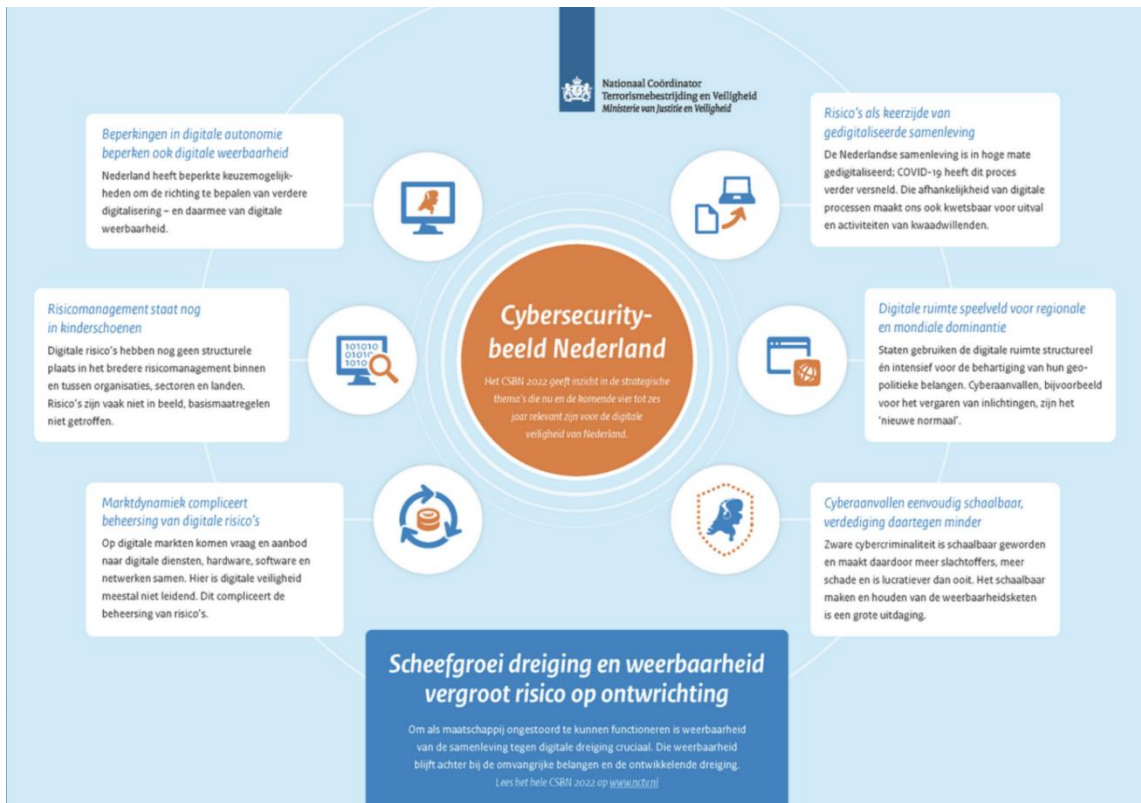 Nationaal Coördinator
Terrorismebestrijding en Veiligheid
Ministerie van Justitie en Veiligheid
Beperkingen in digitale autonomie
beperken ook digitale weerbaarheid
Nederland heeft beperkte keuzemogelijk-
heden om de richting te bepalen van verdere
digitalisering – en daarmee van digitale
weerbaarheid.
Risico's als keerzijde van
gedigitaliseerde samenleving
De Nederlandse samenleving is in hoge mate
gedigitaliseerd; COVID-19 heeft dit proces
verder versneld. Die afhankelijkheid van digitale
processen maakt ons ook kwetsbaar voor uitval
en activiteiten van kwaadwillenden.
Risicomanagement staat nog
in kinderschoenen
Digitale risico's hebben nog geen structurele
plaats in het bredere risicomanagement binnen
en tussen organisaties, sectoren en landen.
Risico's zijn vaak niet in beeld, basismaatregelen
niet getroffen.
101010
01010
1010
Cybersecurity-
beeld Nederland
Het CSBN 2022 geeft inzicht in de strategische
thema's die nu en de komende vier tot zes
jaar relevant zijn voor de digitale
veiligheid van Nederland.
Digitale ruimte speelveld voor regionale
en mondiale dominantie
Staten gebruiken de digitale ruimte structureel
én intensief voor de behartiging van hun geo-
politieke belangen. Cyberaanvallen, bijvoorbeeld
voor het vergaren van inlichtingen, zijn het
'nieuwe normaal'.
Marktdynamiek compliceert
beheersing van digitale risico's
Op digitale markten komen vraag en aanbod
naar digitale diensten, hardware, software en
netwerken samen. Hier is digitale veiligheid
meestal niet leidend. Dit compliceert de
beheersing van risico's.
Cyberaanvallen eenvoudig schaalbaar,
verdediging daartegen minder
Zware cybercriminaliteit is schaalbaar geworden
en maakt daardoor meer slachtoffers, meer
schade en is lucratiever dan ooit. Het schaalbaar
maken en houden van de weerbaarheidsketen
is een grote uitdaging.
Scheefgroei dreiging en weerbaarheid
vergroot risico op ontwrichting
Om als maatschappij ongestoord te kunnen functioneren is weerbaarheid
van de samenleving tegen digitale dreiging cruciaal. Die weerbaarheid
blijft achter bij de omvangrijke belangen en de ontwikkelende dreiging.
Lees het hele CSBN 2022 op www.nctv.nl